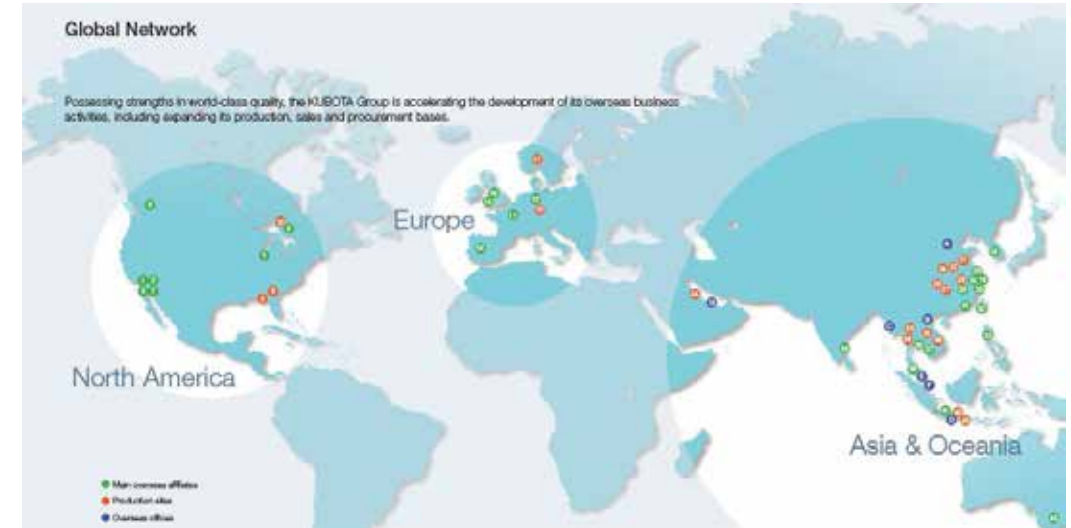 Global Network
Possessing strengths in world-class quality, the KUBOTA Group is accelerating the development of its overseas business
activities, including expanding its production, sales and procurement bases.
Europe
North America
Asia & Oceania
Main overseas affiliates
Production sites
Overseas offices